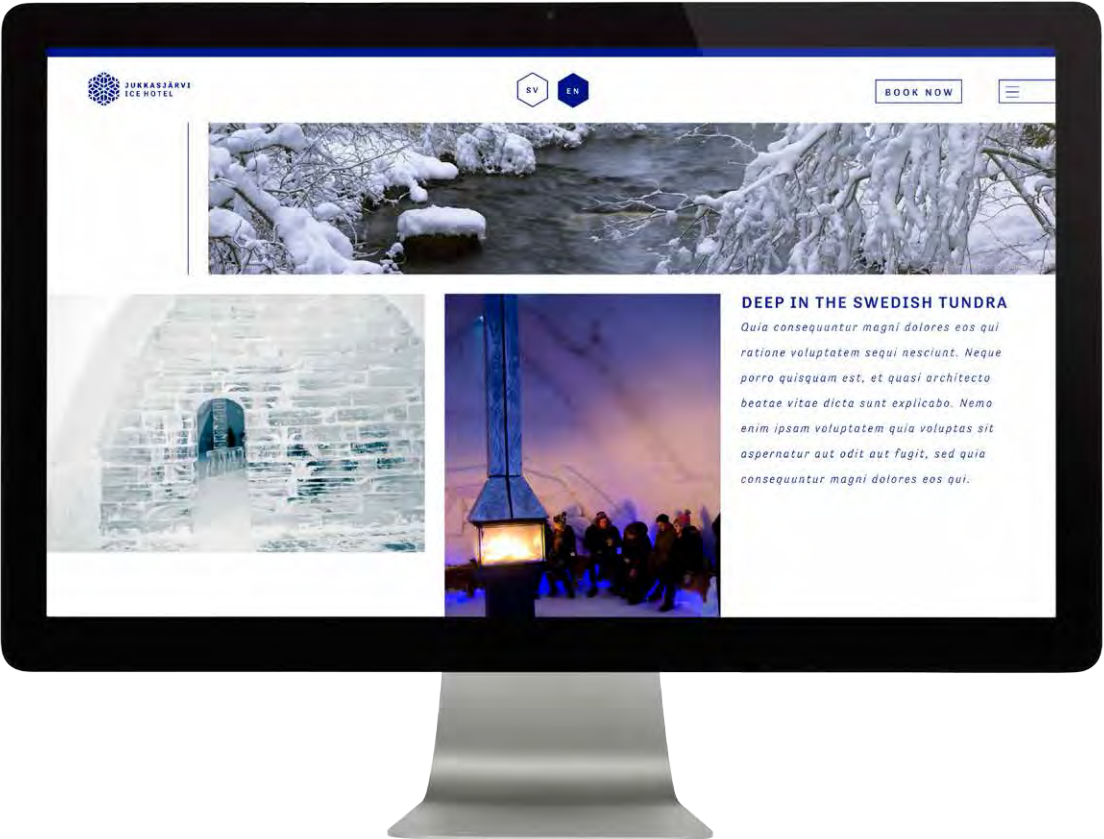 JUKKASJÄRVI
ICE HOTEL
SV
EN
BOOK NOW
DEEP IN THE SWEDISH TUNDRA
Quia consequuntur magni dolores eos qui
ratione voluptatem sequi nesciunt. Neque
porro quisquam est, et quasi architecto
beatae vitae dicta sunt explicabo. Nemo
enim ipsam voluptatem quia voluptas sit
aspernatur aut odit aut fugit, sed quia
consequuntur magni dolores eos qui.